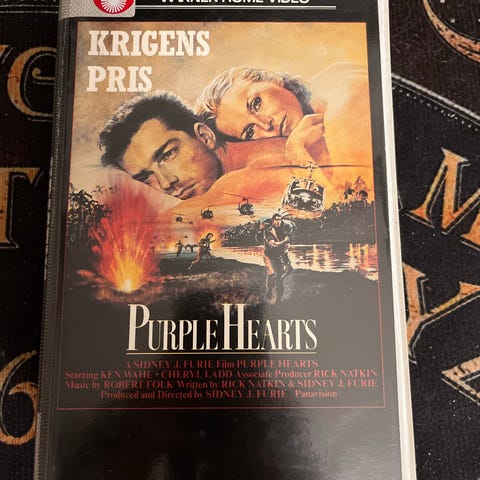 WARNER HOME VIDEO
KRIGENS
PRIS
PURPLE HEARTS
A SIDNEY J. FURIE Film PURPLE HEARTS
Starring KEN WAHL • CHERYL LADD Associate Producer RICK NATKIN
Music by ROBERT FOLK Written by RICK NATKIN & SIDNEY J. FURIE
Produced and Directed by SIDNEY J. FURIE Panavision